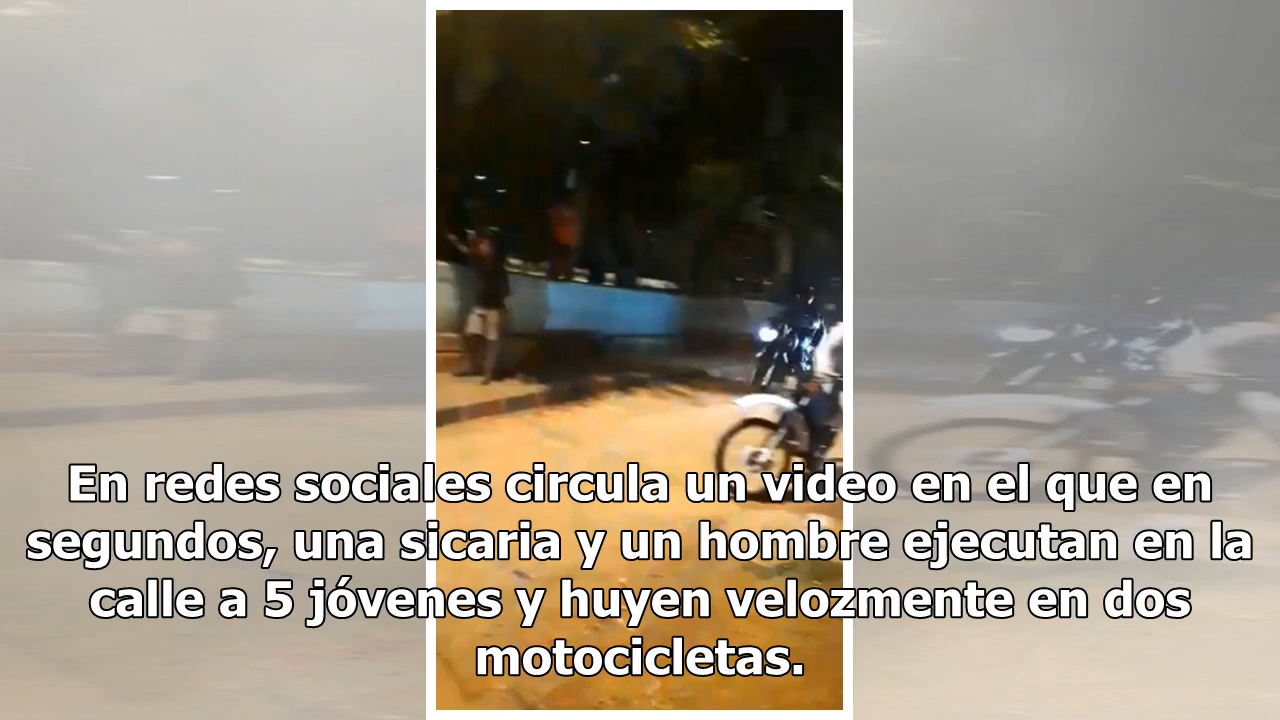 En redes sociales circula un video en el que en
segundos, una sicaria y un hombre ejecutan en la
calle a 5 jóvenes y huyen velozmente en dos
motocicletas.